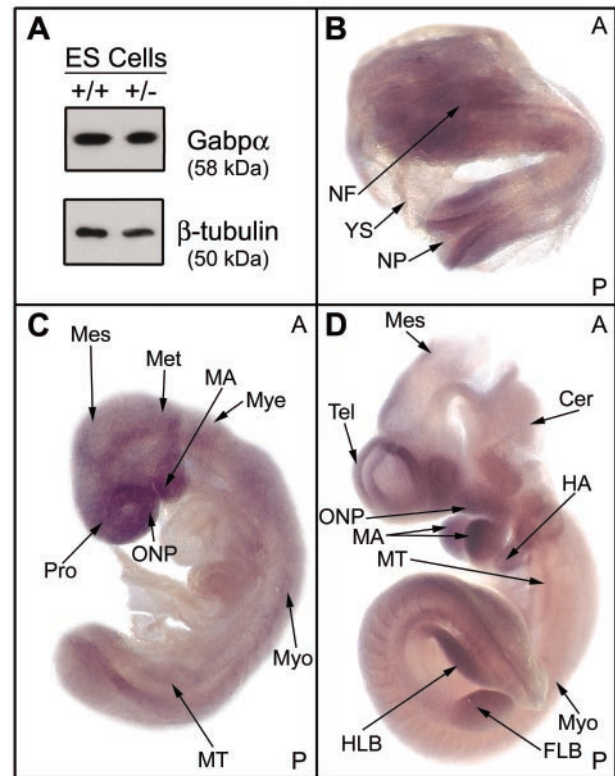 A
ES Cells
+/+ +/-
Gabpα
(58 kDa)
β-tubulin
(50 kDa)
B
A
NF
YS
NP
P
C
A
Mes
Met
MA
Mye
Pro
ONP
Myo
MT
P
D
A
Mes
Cer
Tel
HA
ONP
MA
MT
Myo
HLB
FLB
P